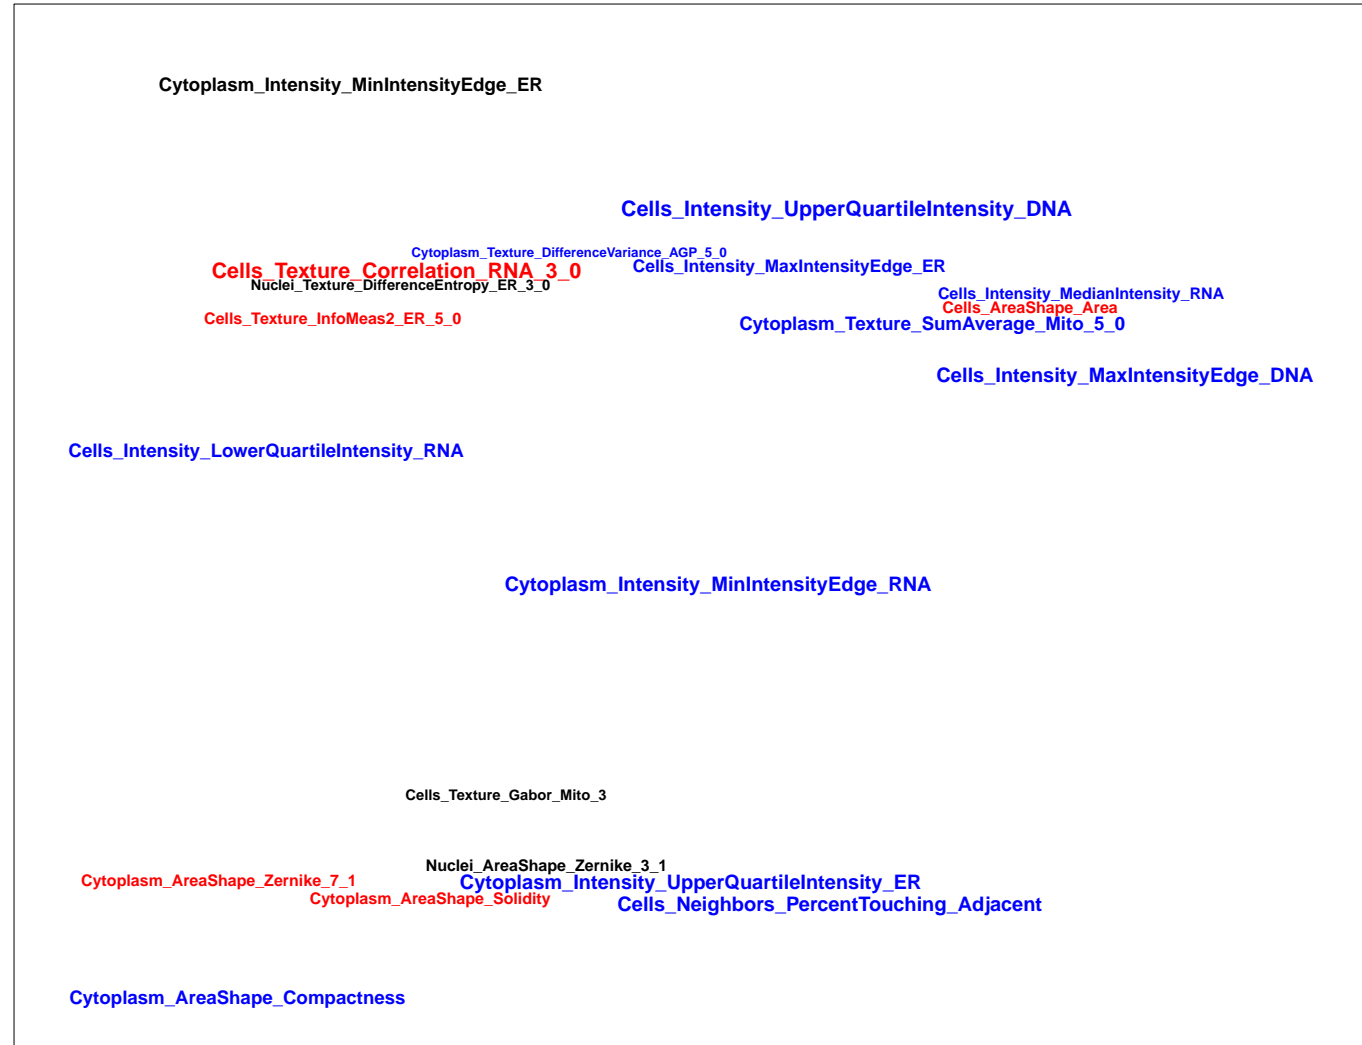 Cytoplasm_Intensity_MinIntensityEdge_ER
Cells_Intensity_UpperQuartileIntensity_DNA
Cytoplasm_Texture_DifferenceVariance_AGP_5_0
Cells_Intensity_MaxIntensityEdge_ER
Cells_Texture_Correlation_RNA_3_0
Nuclei_Texture_DifferenceEntropy_ER_3_0
Cells_Intensity_MedianIntensity_RNA
Cells_AreaShape_Area
Cells_Texture_InfoMeas2_ER_5_0
Cytoplasm_Texture_SumAverage_Mito_5_0
Cells_Intensity_MaxIntensityEdge_DNA
Cells_Intensity_LowerQuartileIntensity_RNA
Cytoplasm_Intensity_MinIntensityEdge_RNA
Cells_Texture_Gabor_Mito_3
Nuclei_AreaShape_Zernike_3_1
Cytoplasm_AreaShape_Zernike_7_1
Cytoplasm_Intensity_UpperQuartileIntensity_ER
Cytoplasm_AreaShape_Solidity
Cells_Neighbors_PercentTouching_Adjacent
Cytoplasm_AreaShape_Compactness